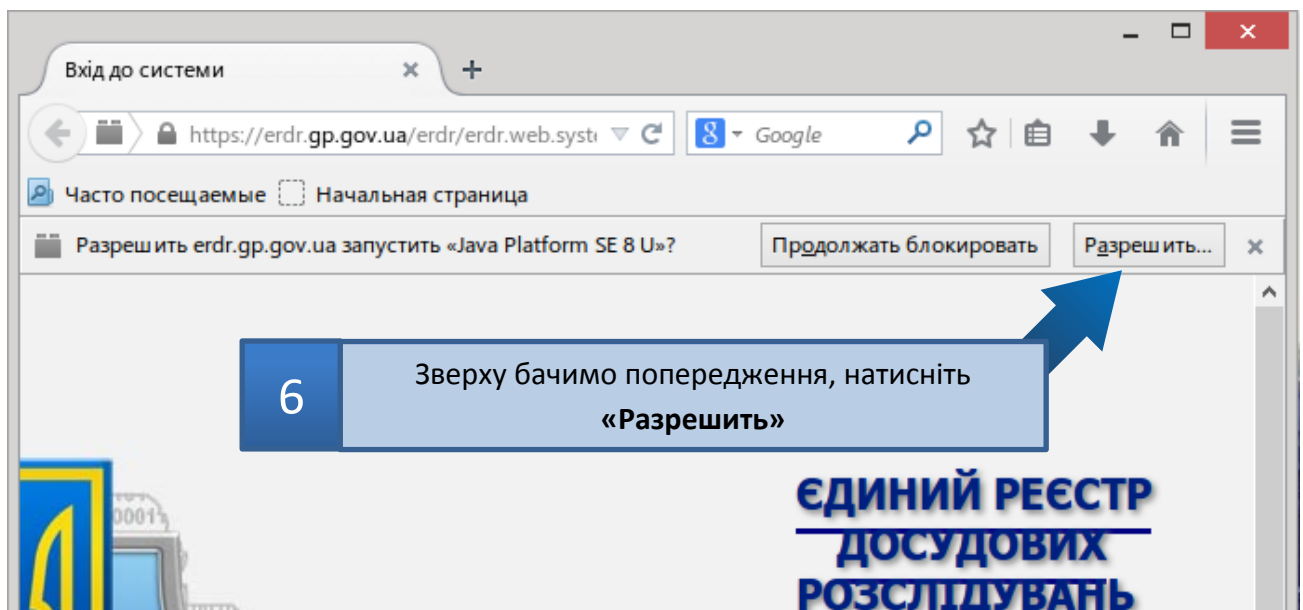 Вхід до системи
https://erdr.gp.gov.ua/erdr/erdr.web.syst
Google
Часто посещаемые Начальная страница
Разрешить erdr.gp.gov.ua запустить «Java Platform SE 8 U»? Продолжать блокировать Разрешить...
6
Зверху бачимо попередження, натисніть
«Разрешить»
0001
ЄДИНИЙ РЕЄСТР
ДОСУДОВИХ
РОЗСЛІДУВАНЬ